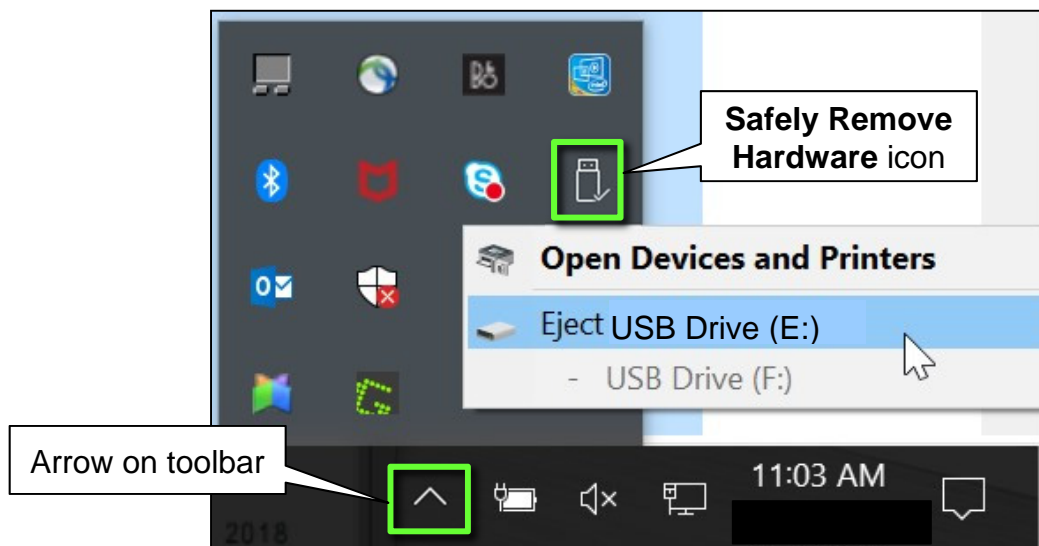 Safely Remove
Hardware icon
Open Devices and Printers
Eject USB Drive (E:)
- USB Drive (F:)
Arrow on toolbar
11:03 AM
2018